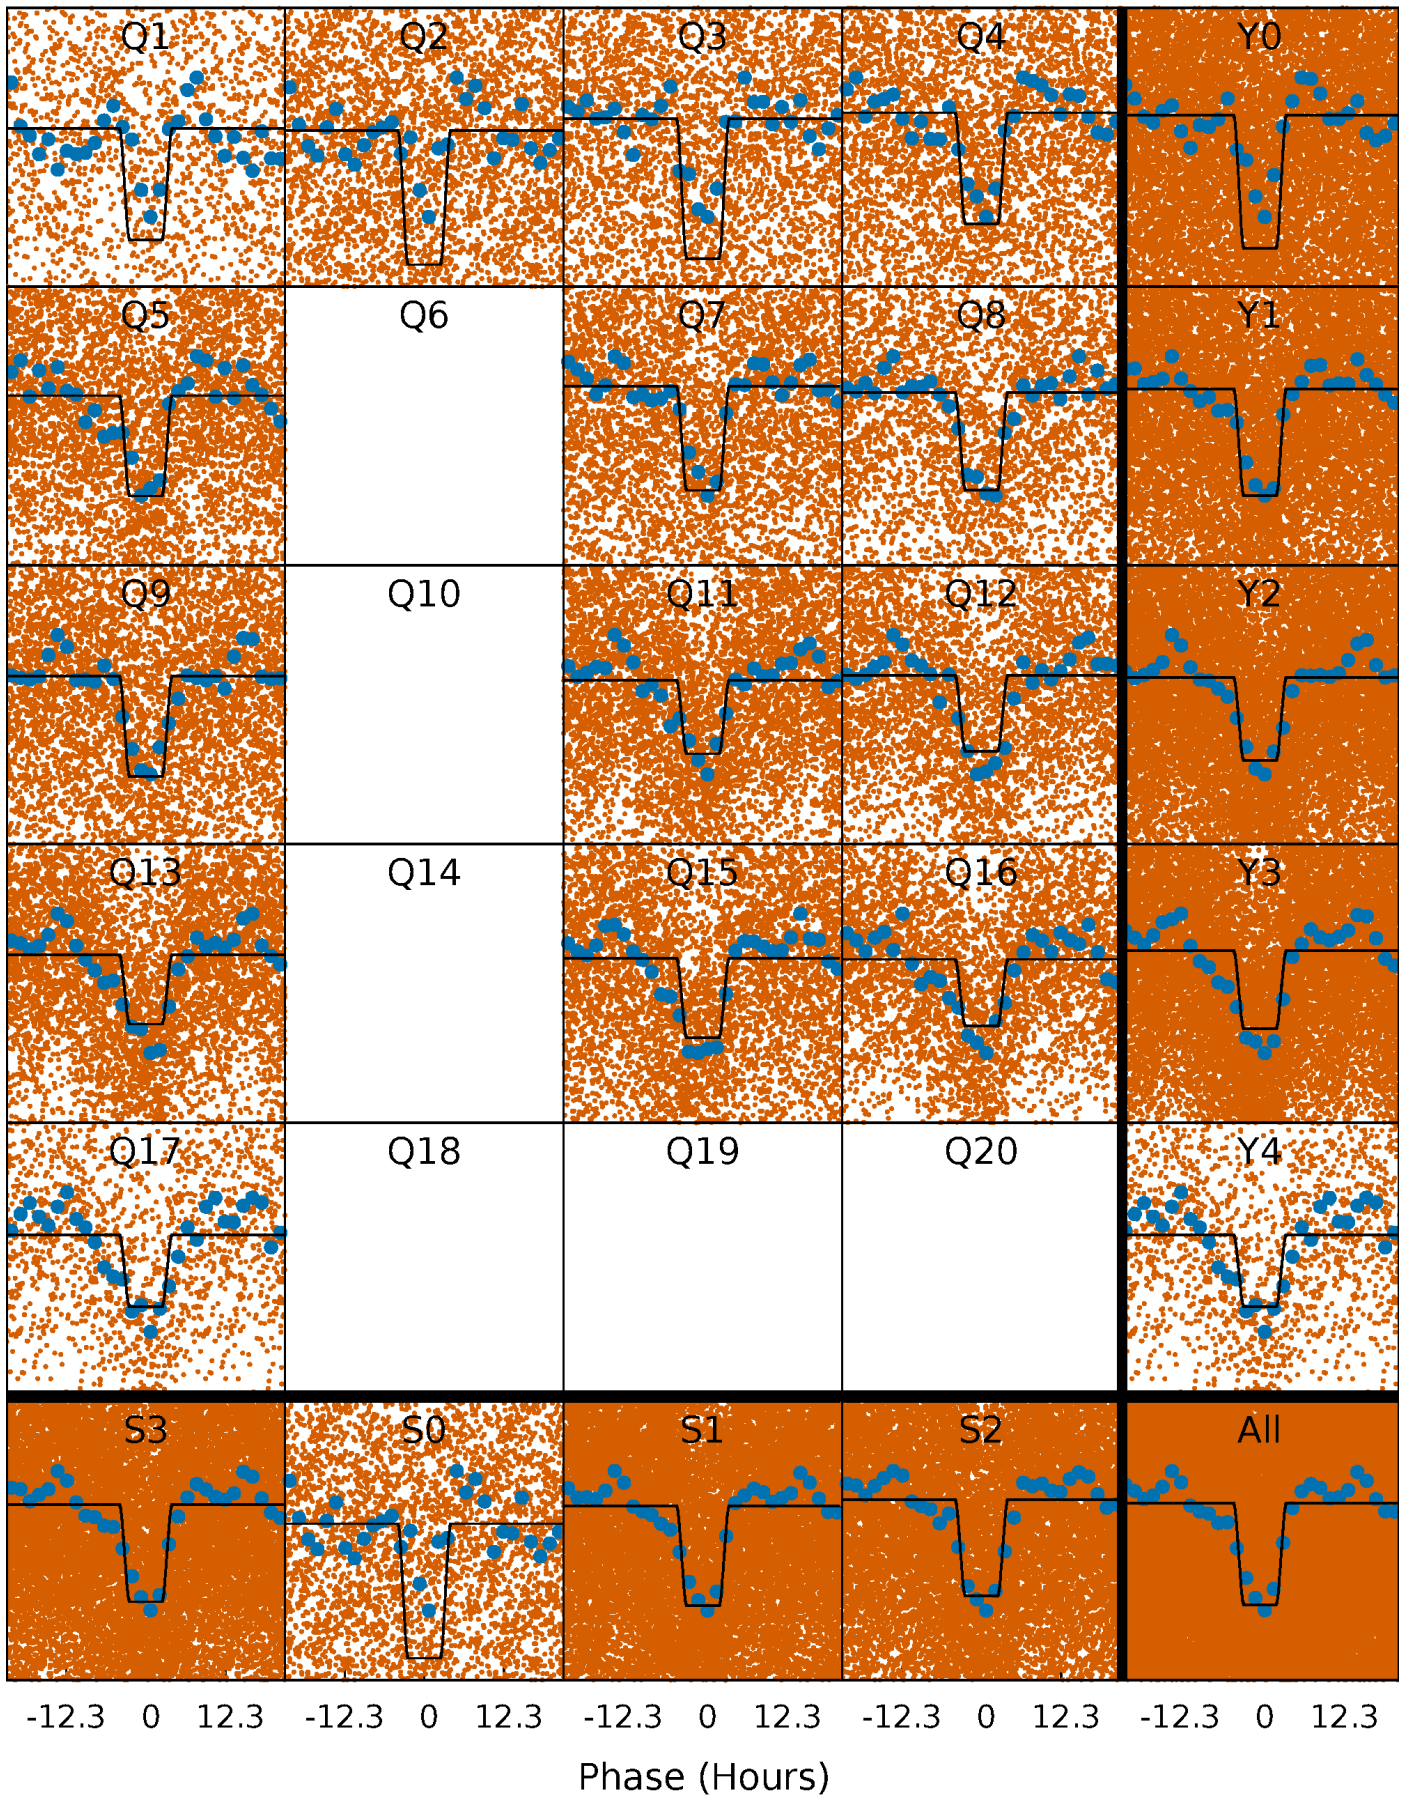 Q1 Q2 Q3 Q4 Y0
Q5 Q6 Q7 Q8 Y1
Q9 Q10 Q11 Q12 Y2
Q13 Q14 Q15 Q16 Y3
Q17 Q18 Q19 Q20 Y4
S3 S0 S1 S2 All
-12.3 0 12.3 -12.3 0 12.3 -12.3 0 12.3 -12.3 0 12.3 -12.3 0 12.3
Phase (Hours)